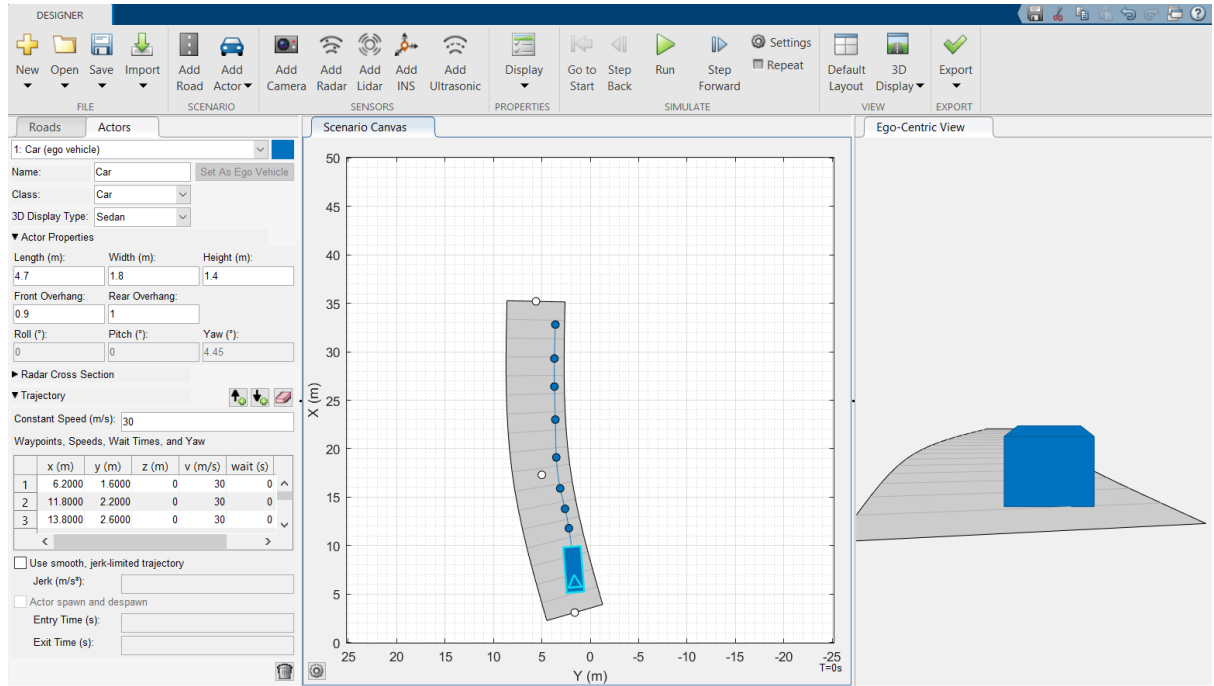 DESIGNER
New Open Save Import Add Road Add Actor Add Camera Add Radar Add Lidar Add INS Add Ultrasonic Display Go to Start Step Back Run Step Forward Settings Repeat Default Layout 3D Display Export
FILE SCENARIO SENSORS PROPERTIES SIMULATE VIEW EXPORT
Roads Actors
1: Car (ego vehicle)
Name: Car Set As Ego Vehicle
Class: Car
3D Display Type: Sedan
Actor Properties
Length (m): Width (m): Height (m):
4.7 1.8 1.4
Front Overhang: Rear Overhang:
0.9 1
Roll (°): Pitch (°): Yaw (°):
0 0 4.45
Radar Cross Section
Trajectory
Constant Speed (m/s): 30
Waypoints, Speeds, Wait Times, and Yaw
x (m) y (m) z (m) v (m/s) wait (s)
1 6.2000 1.6000 0 30 0
2 11.8000 2.2000 0 30 0
3 13.8000 2.6000 0 30 0
Use smooth, jerk-limited trajectory
Jerk (m/s³):
Actor spawn and despawn
Entry Time (s):
Exit Time (s):
Scenario Canvas
50
45
40
35
30
25
20
15
10
5
0
X (m)
25 20 15 10 5 0 -5 -10 -15 -20 -25
T=0s
Y (m)
Ego-Centric View